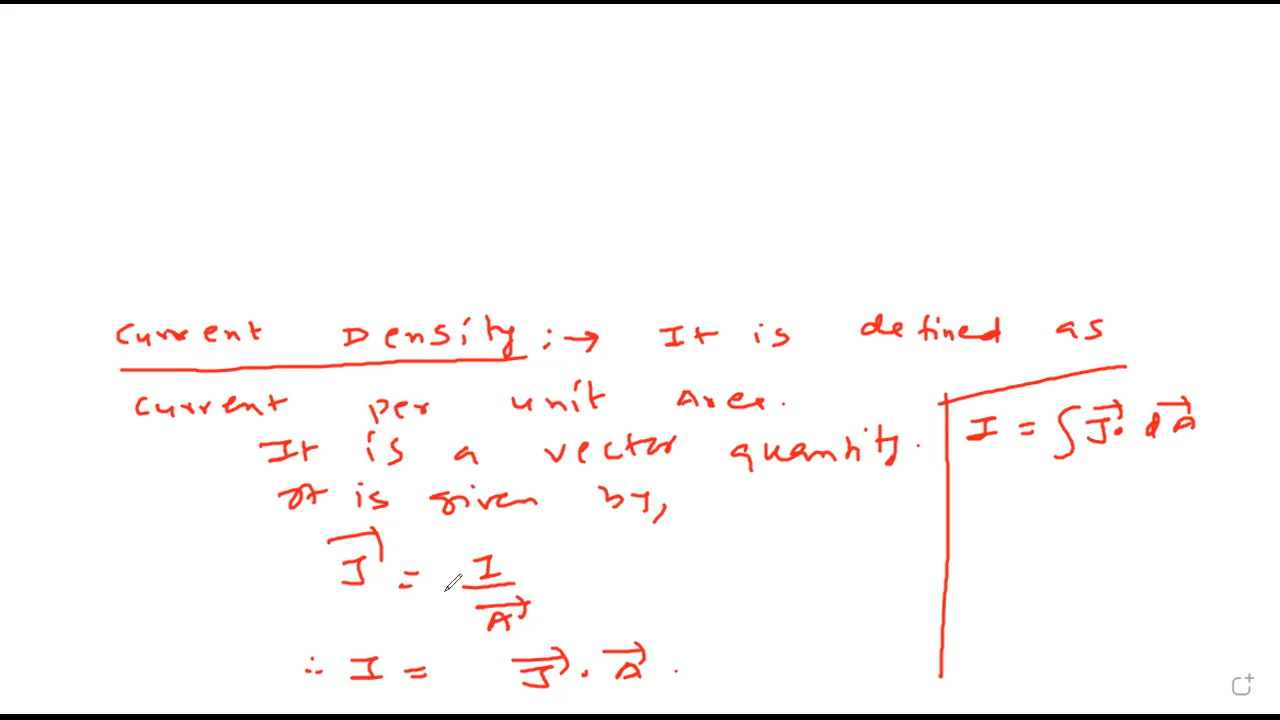 Current Density :→ It is defined as
current per unit Area.
It is a vector quantity.
It is given by,
J⃗ = I / A⃗
∴ I = J⃗ . A⃗ .
I = ∫ J⃗ . dA⃗